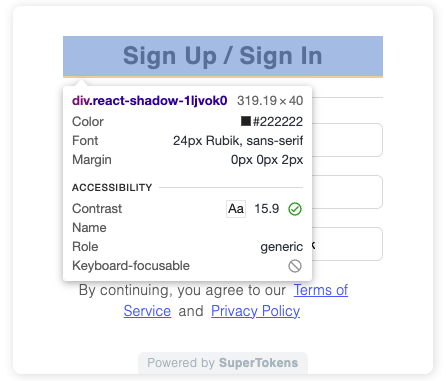 Sign Up / Sign In
div.react-shadow-1ljvok0 319.19 × 40
Color #222222
Font 24px Rubik, sans-serif
Margin 0px 0px 2px
ACCESSIBILITY
Contrast Aa 15.9
Name
Role generic
Keyboard-focusable
By continuing, you agree to our Terms of
Service and Privacy Policy
Powered by SuperTokens